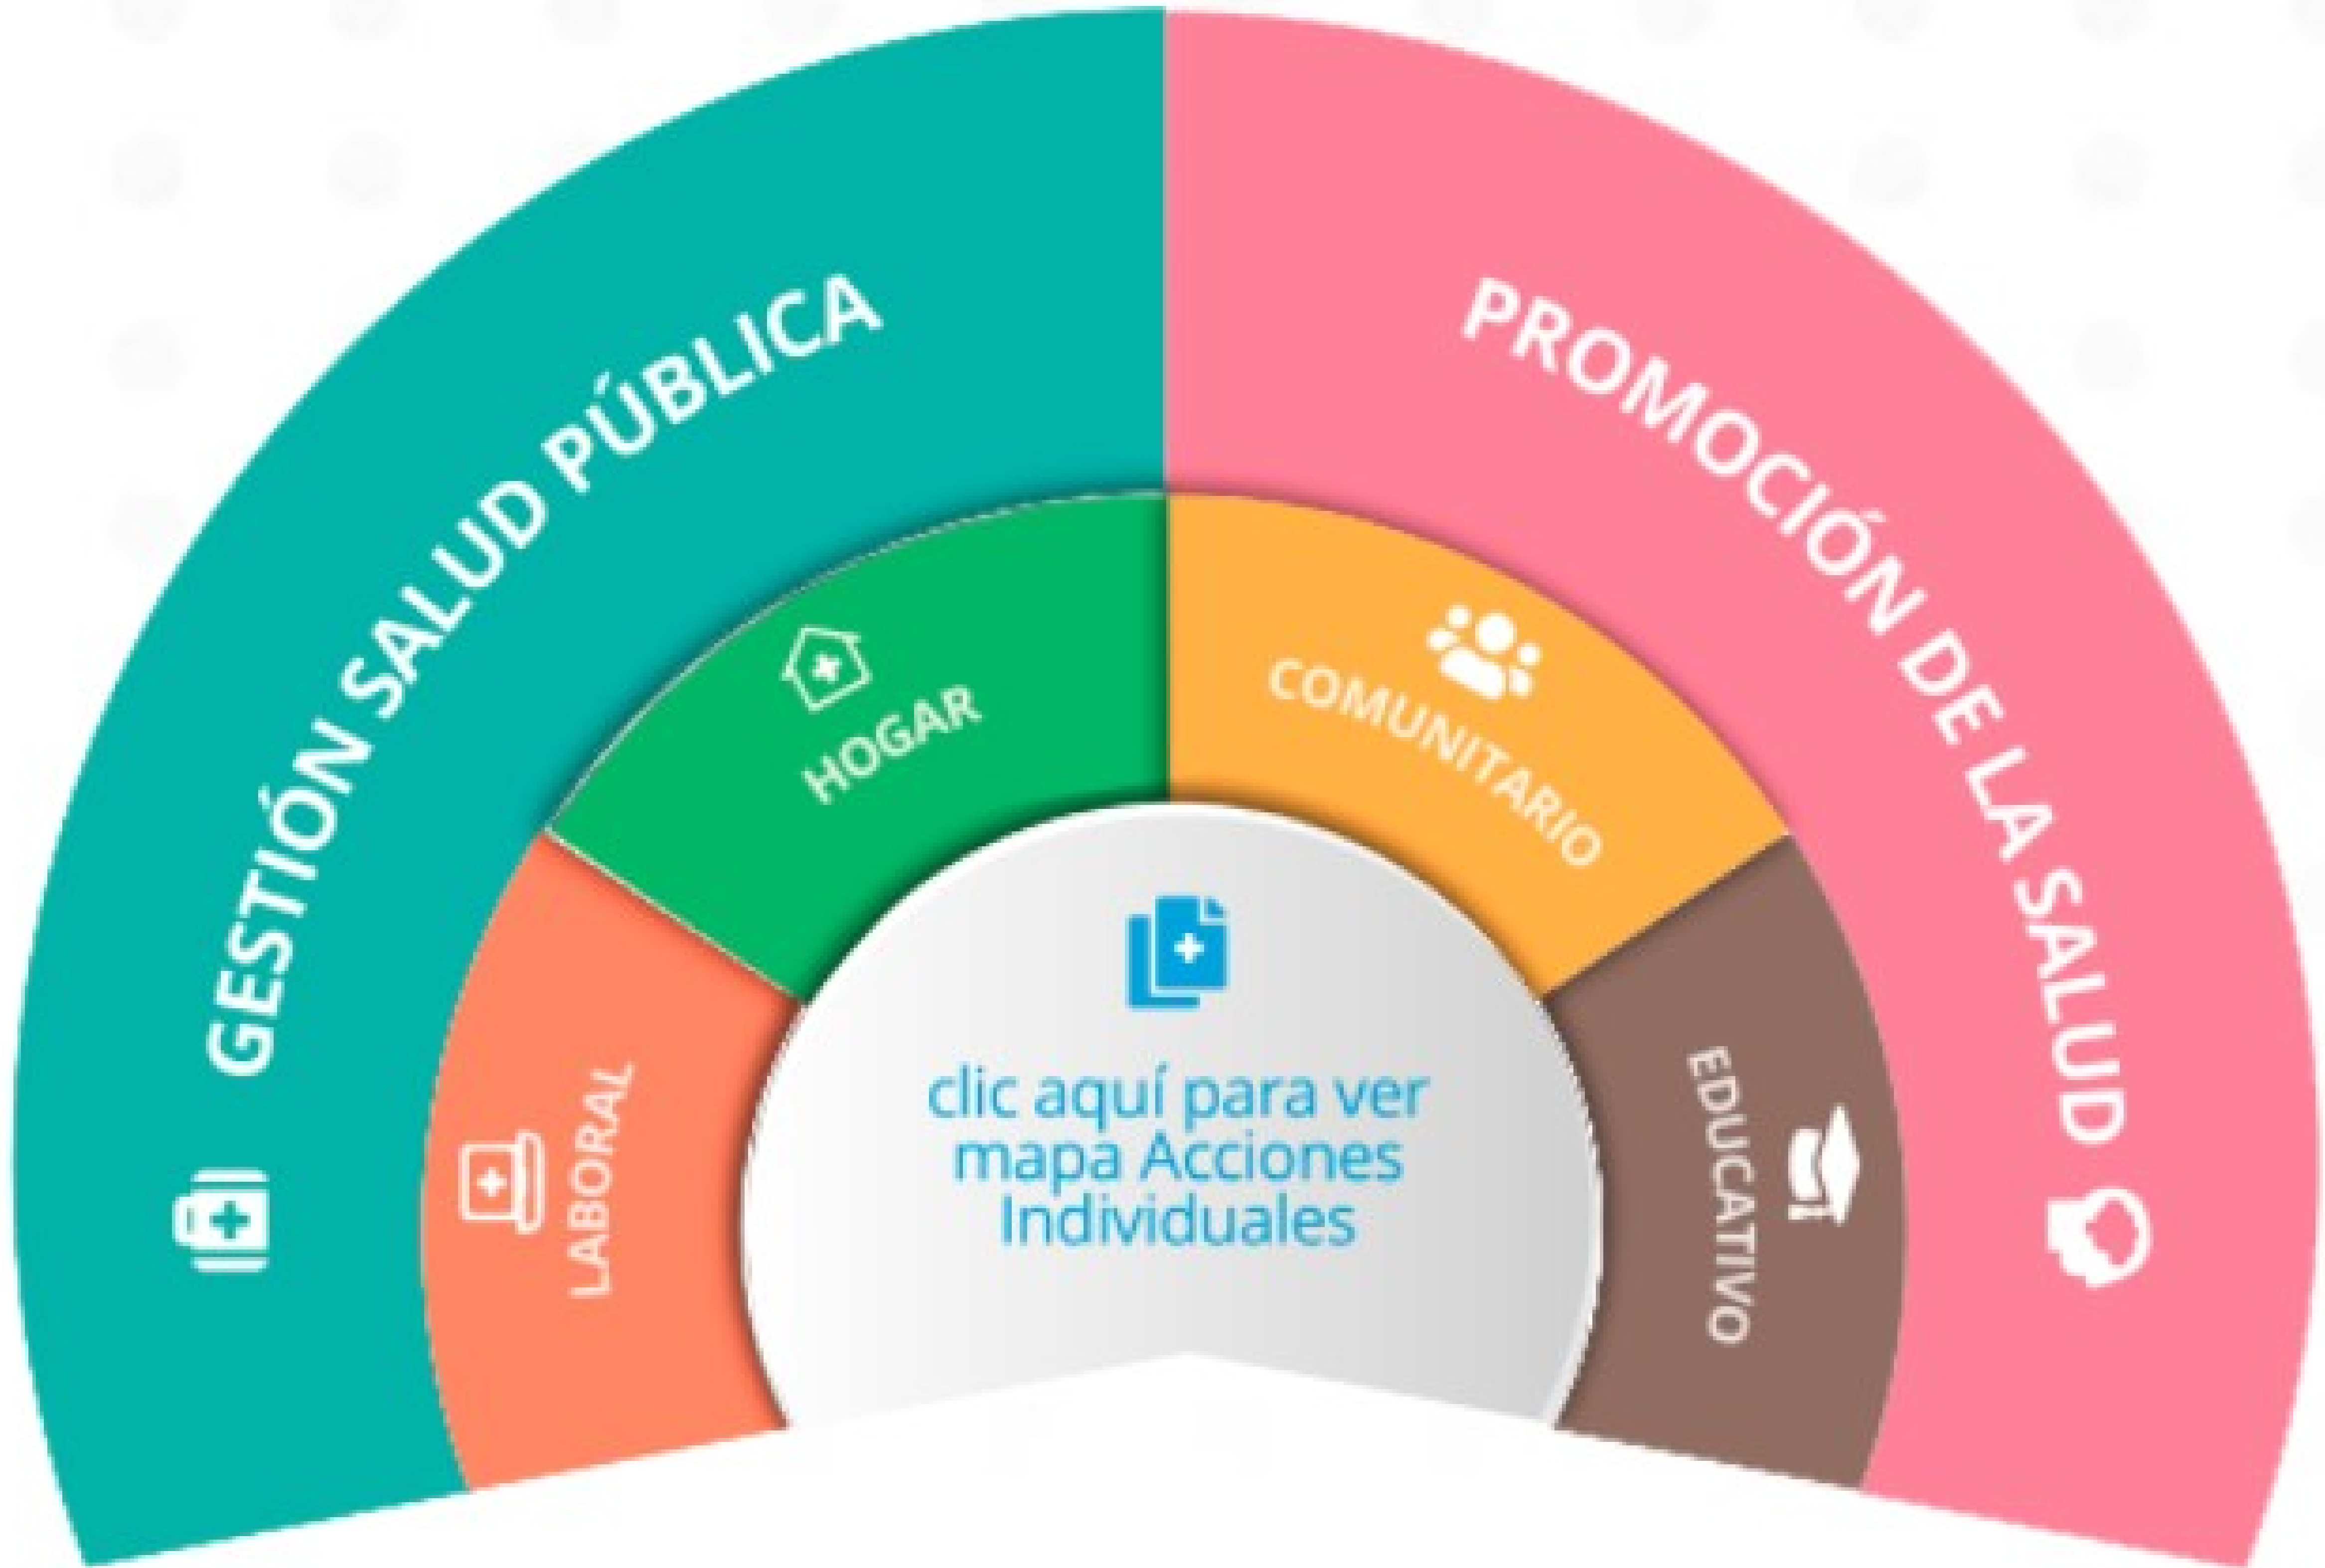 GESTIÓN SALUD PÚBLICA
PROMOCIÓN DE LA SALUD
HOGAR
COMUNITARIO
LABORAL
EDUCATIVO
clic aquí para ver
mapa Acciones
Individuales